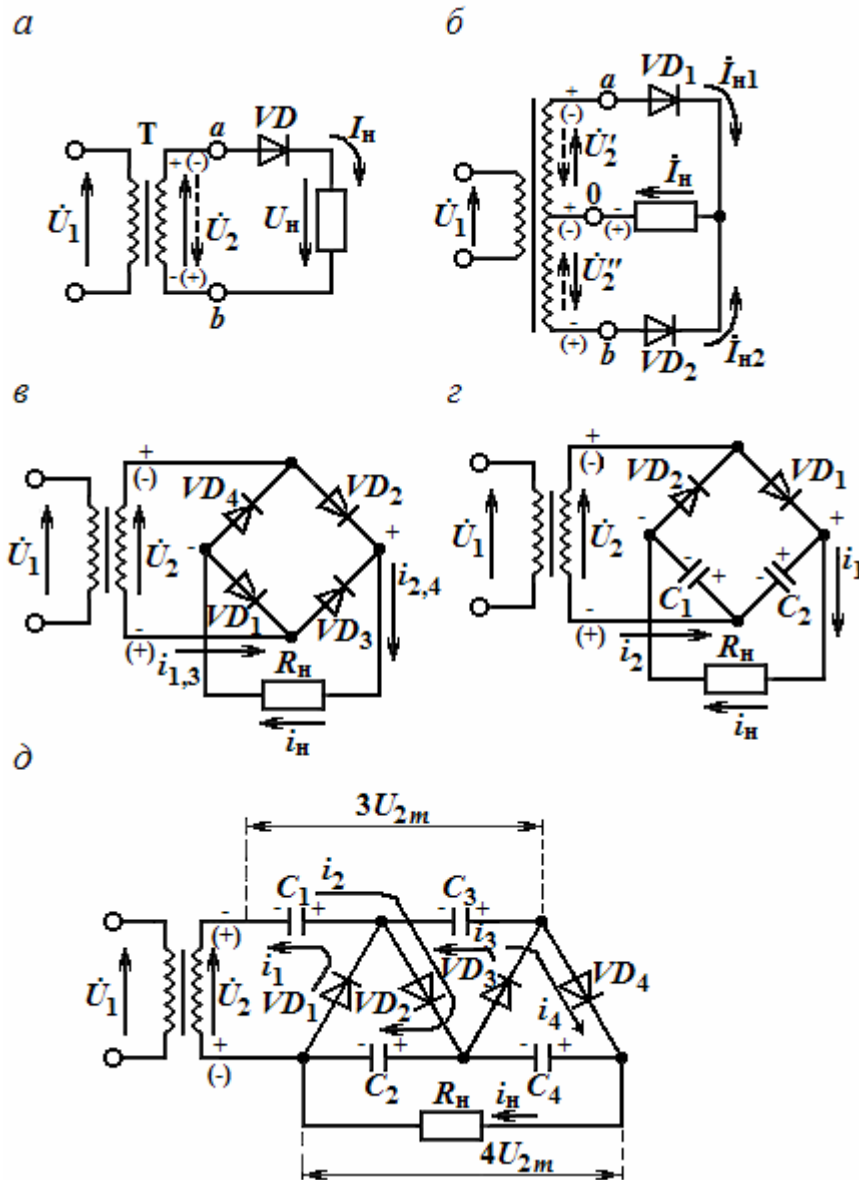 а
T a VD Iн
+ (-)
U̇1 U̇2 Uн
-(+)
b
б
a VD1 İн1
+
(-)
U̇2′
0 İн
+ -
(-) (+)
U̇1
U̇2″
-
(+) b VD2 İн2
в
+
(-)
VD4 VD2
- +
U̇1 U̇2
i2,4
VD1 VD3
-
(+)
i1,3 Rн
iн
г
+
(-)
VD2 VD1
- +
U̇1 U̇2
- + - +
i1
C1 C2
-
(+)
i2 Rн
iн
д
3U2m
C1 i2 C3
-
(+) - + - +
i3
i1
U̇1 U̇2 VD1 VD2 VD3 VD4
i4
+
(-) - + - +
C2 C4
Rн iн
4U2m